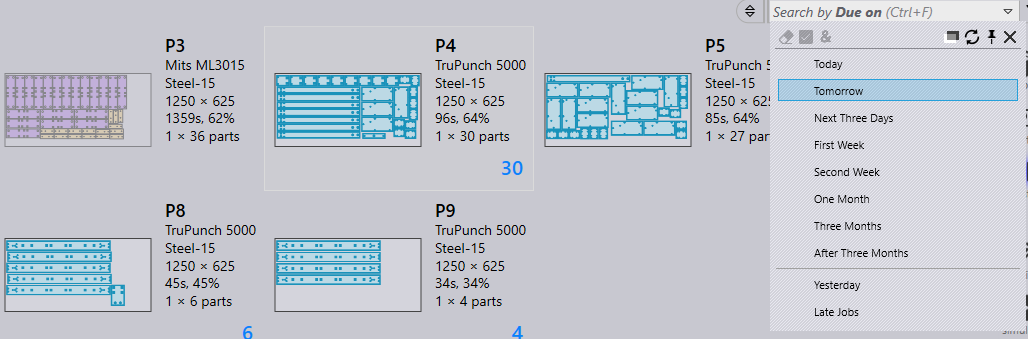 Search by Due on (Ctrl+F)
&
P3
Mits ML3015
Steel-15
1250 × 625
1359s, 62%
1 × 36 parts
P4
TruPunch 5000
Steel-15
1250 × 625
96s, 64%
1 × 30 parts
30
P5
TruPunch 5
Steel-15
1250 × 62
85s, 64%
1 × 27 par
P8
TruPunch 5000
Steel-15
1250 × 625
45s, 45%
1 × 6 parts
6
P9
TruPunch 5000
Steel-15
1250 × 625
34s, 34%
1 × 4 parts
4
Today
Tomorrow
Next Three Days
First Week
Second Week
One Month
Three Months
After Three Months
Yesterday
Late Jobs